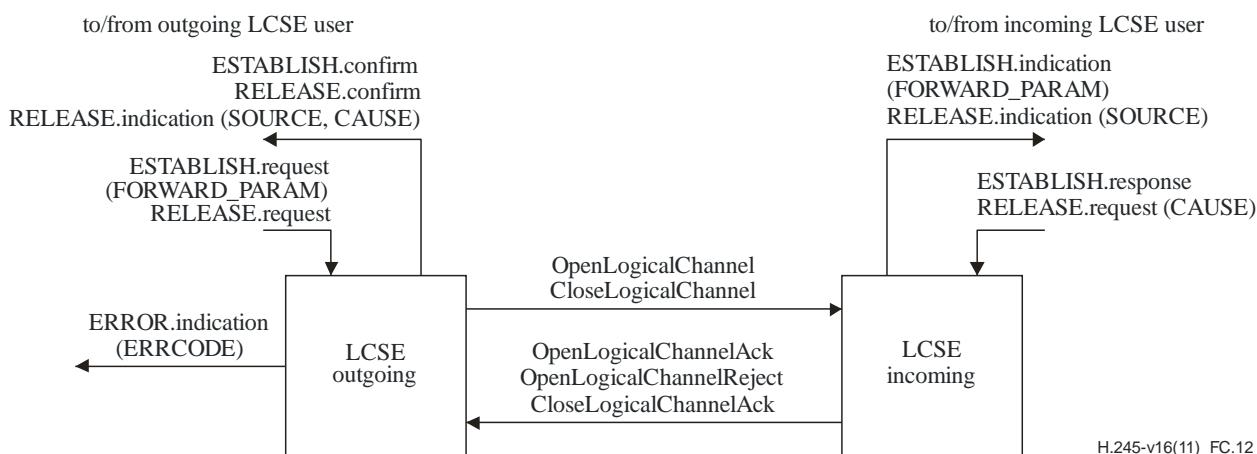 to/from outgoing LCSE user
ESTABLISH.confirm
RELEASE.confirm
RELEASE.indication (SOURCE, CAUSE)
ESTABLISH.request
(FORWARD_PARAM)
RELEASE.request
to/from incoming LCSE user
ESTABLISH.indication
(FORWARD_PARAM)
RELEASE.indication (SOURCE)
ESTABLISH.response
RELEASE.request (CAUSE)
OpenLogicalChannel
CloseLogicalChannel
ERROR.indication
(ERRCODE)
LCSE
outgoing
OpenLogicalChannelAck
OpenLogicalChannelReject
CloseLogicalChannelAck
LCSE
incoming
H.245-v16(11)_FC.12